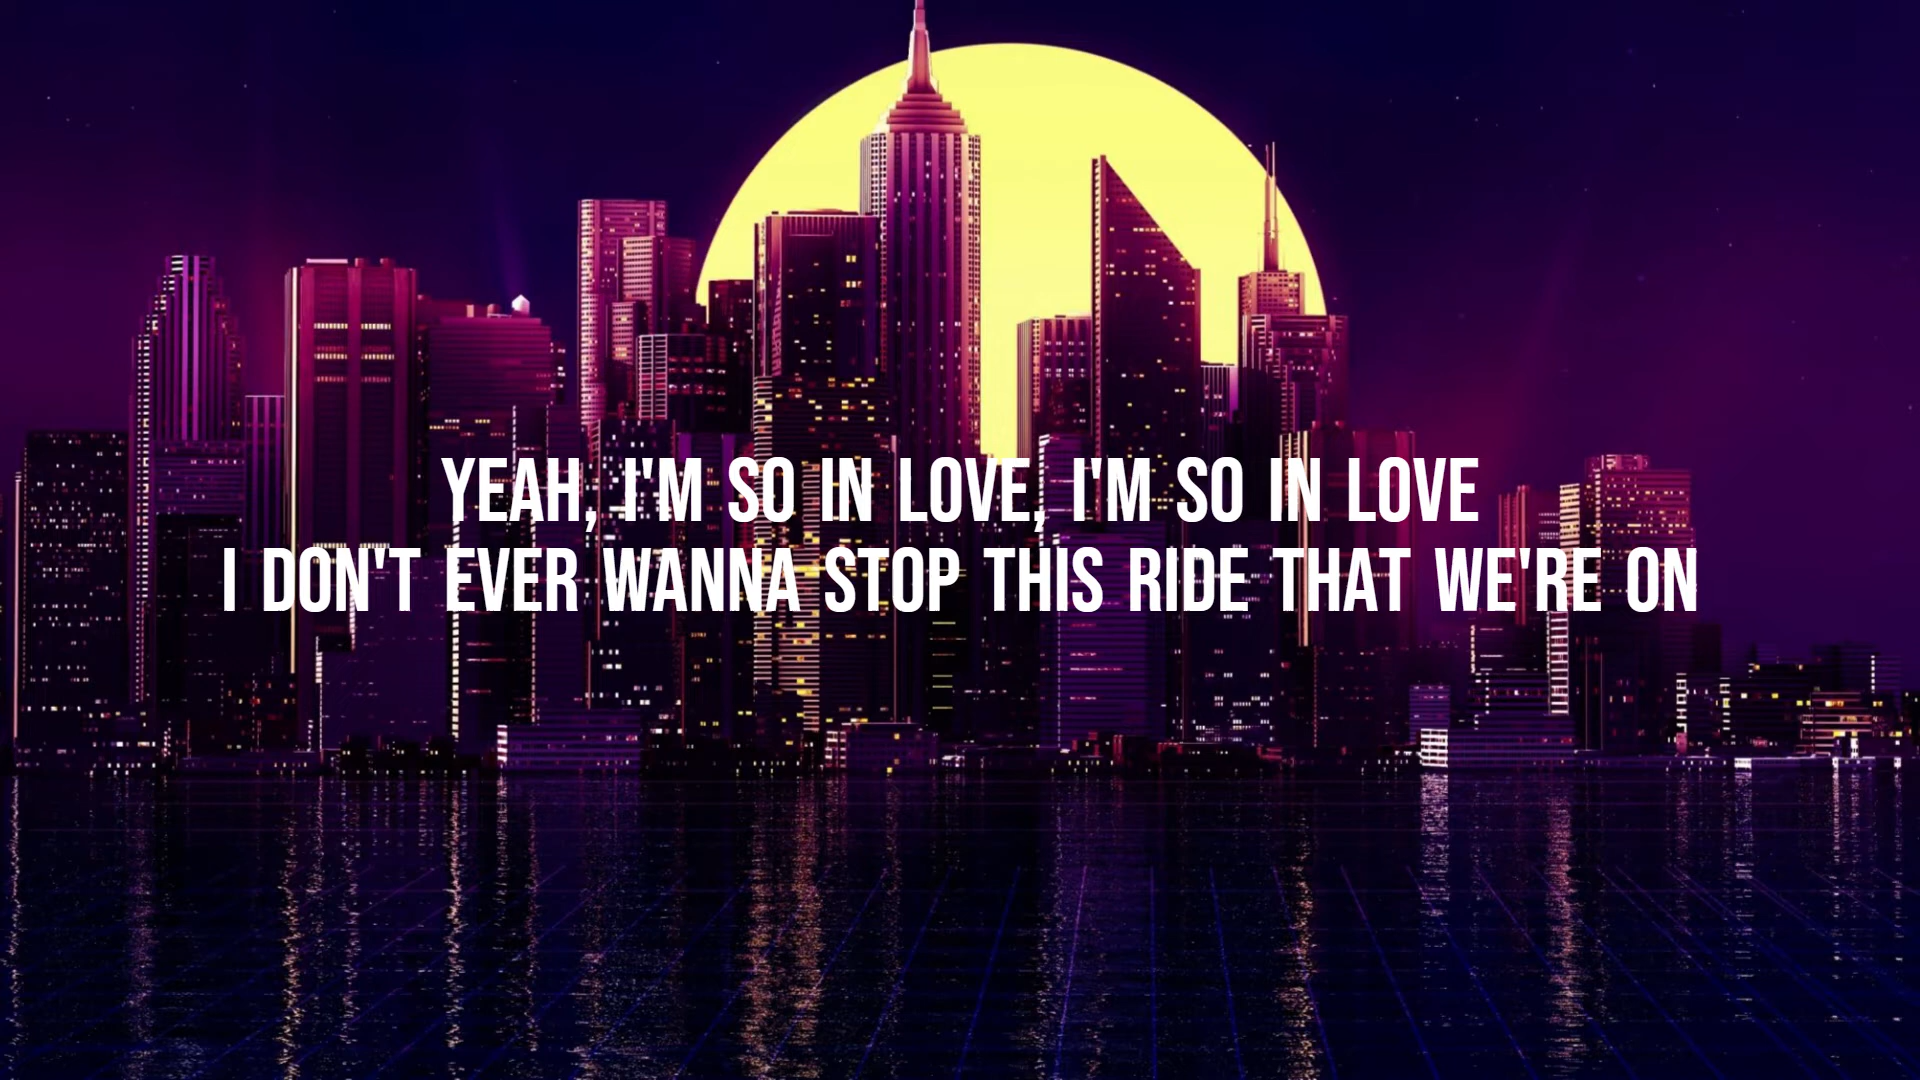 YEAH, I'M SO IN LOVE, I'M SO IN LOVE
I DON'T EVER WANNA STOP THIS RIDE THAT WE'RE ON